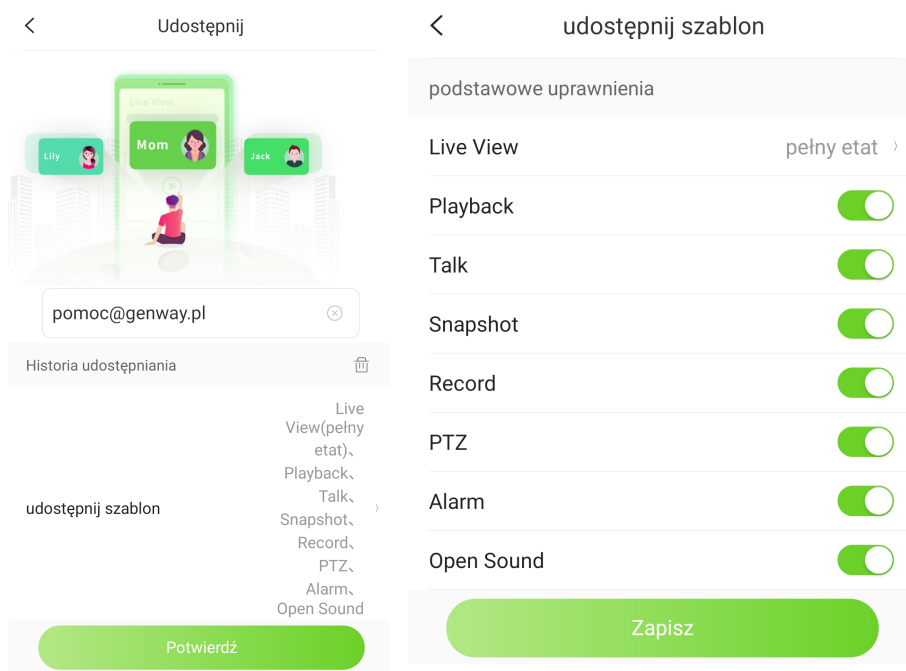 Udostępnij
Live View
Lily
Mom
Jack
pomoc@genway.pl
Historia udostępniania
udostępnij szablon
Live
View(pełny
etat)、
Playback、
Talk、
Snapshot、
Record、
PTZ、
Alarm、
Open Sound
Potwierdź
udostępnij szablon
podstawowe uprawnienia
Live View pełny etat
Playback
Talk
Snapshot
Record
PTZ
Alarm
Open Sound
Zapisz